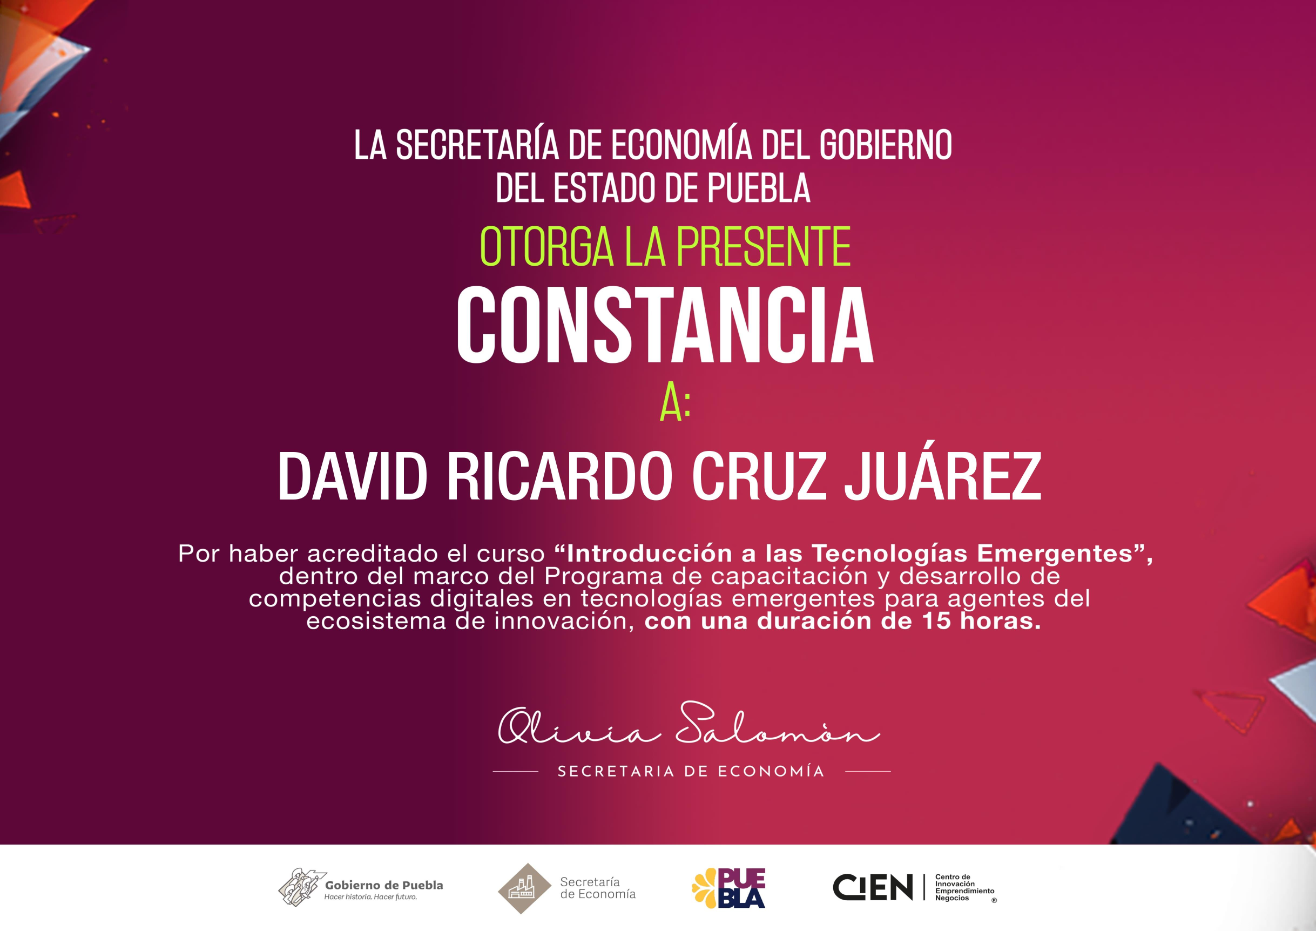 LA SECRETARÍA DE ECONOMÍA DEL GOBIERNO
DEL ESTADO DE PUEBLA
OTORGA LA PRESENTE
CONSTANCIA
A:
DAVID RICARDO CRUZ JUÁREZ
Por haber acreditado el curso “Introducción a las Tecnologías Emergentes”,
dentro del marco del Programa de capacitación y desarrollo de
competencias digitales en tecnologías emergentes para agentes del
ecosistema de innovación, con una duración de 15 horas.
Olivia Salomòn
SECRETARIA DE ECONOMÍA
Gobierno de Puebla
Hacer historia. Hacer futuro.
Secretaría
de Economía
PUE
BLA
CIEN
Centro de
Innovación
Emprendimiento
Negocios
®